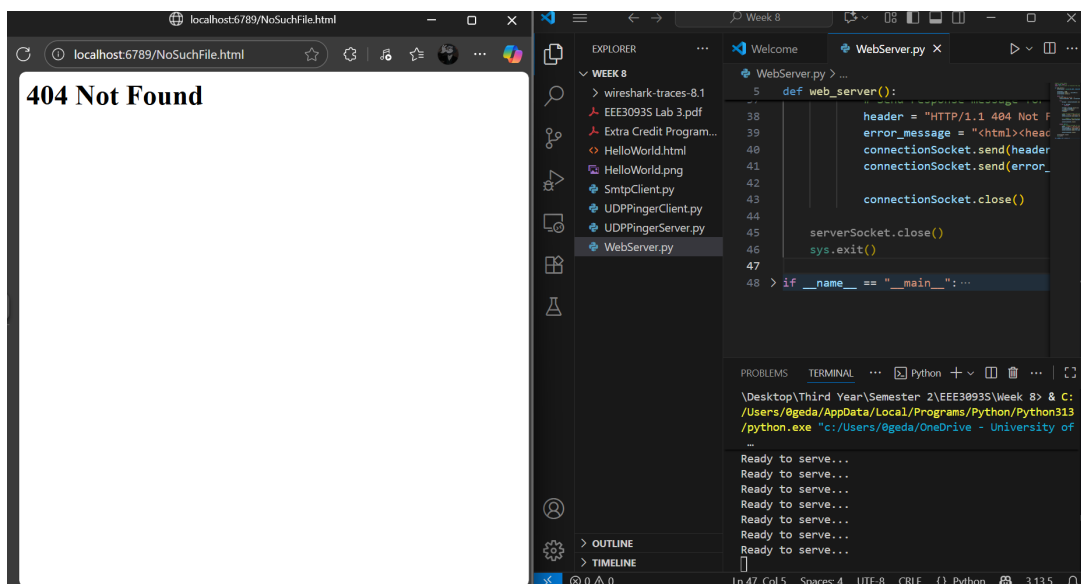 localhost:6789/NoSuchFile.html
localhost:6789/NoSuchFile.html
404 Not Found
Week 8
EXPLORER
WEEK 8
wireshark-traces-8.1
EEE3093S Lab 3.pdf
Extra Credit Program...
HelloWorld.html
HelloWorld.png
SmtpClient.py
UDPPingerClient.py
UDPPingerServer.py
WebServer.py
OUTLINE
TIMELINE
Welcome
WebServer.py
WebServer.py > ...
5 def web_server():
38 header = "HTTP/1.1 404 Not F
39 error_message = "<html><head
40 connectionSocket.send(header
41 connectionSocket.send(error_
42
43 connectionSocket.close()
44
45 serverSocket.close()
46 sys.exit()
47
48 if __name__ == "__main__":...
PROBLEMS TERMINAL ... Python
\Desktop\Third Year\Semester 2\EEE3093S\Week 8> & C:
/Users/0geda/AppData/Local/Programs/Python/Python313
/python.exe "c:/Users/0geda/OneDrive - University of
…
Ready to serve...
Ready to serve...
Ready to serve...
Ready to serve...
Ready to serve...
Ready to serve...
Ready to serve...
0 0 Ln 47, Col 5 Spaces: 4 UTF-8 CRLF {} Python 3.13.5